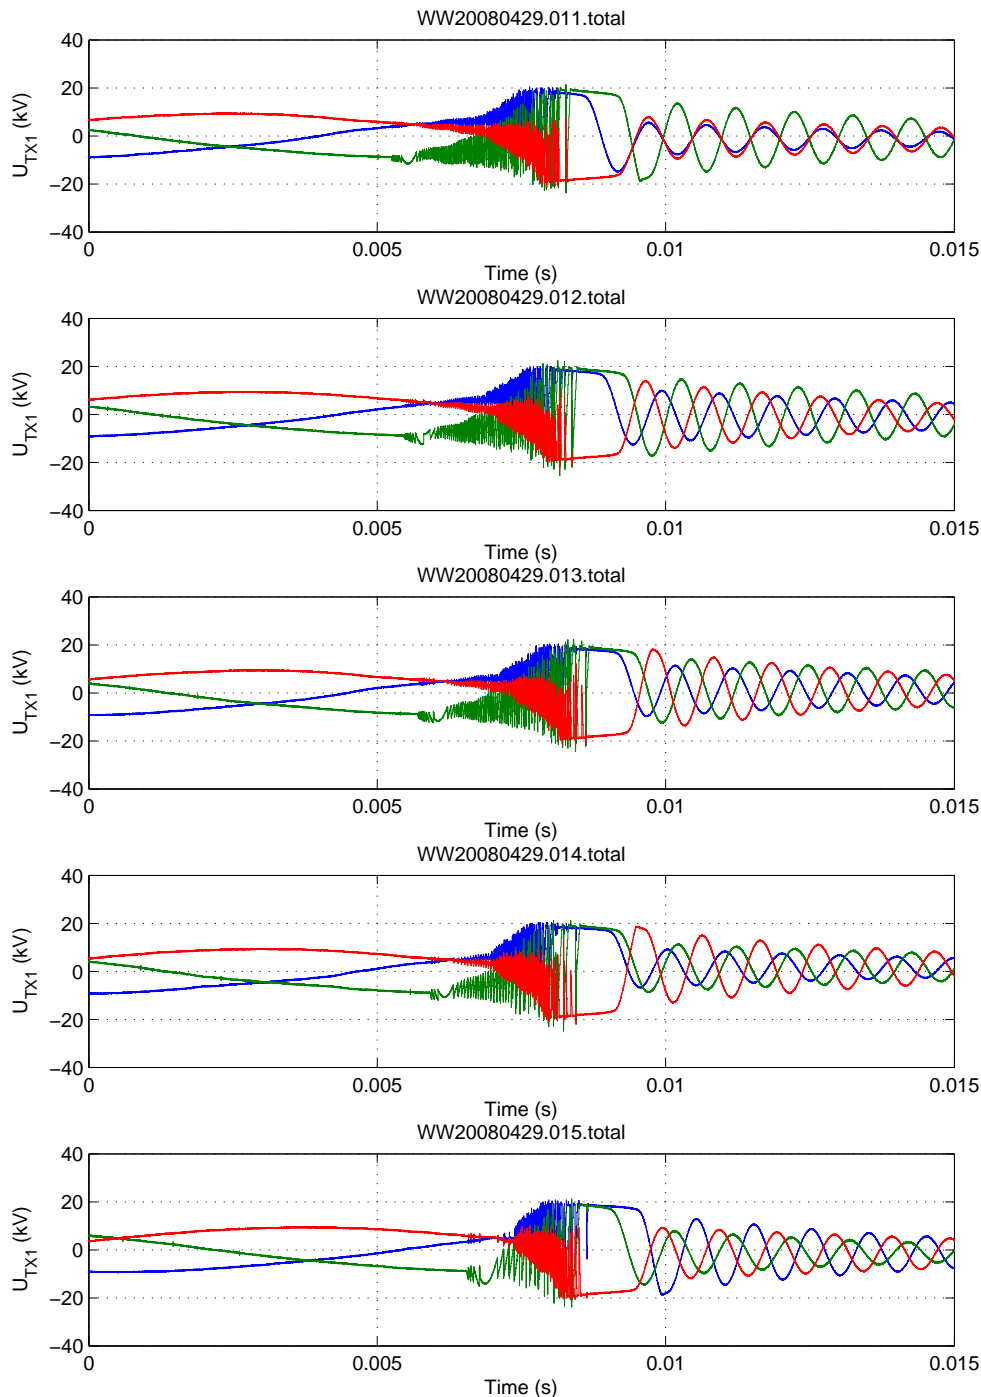 WW20080429.011.total
40
20
0
−20
−40
U_TX1 (kV)
0 0.005 0.01 0.015
Time (s)
WW20080429.012.total
40
20
0
−20
−40
U_TX1 (kV)
0 0.005 0.01 0.015
Time (s)
WW20080429.013.total
40
20
0
−20
−40
U_TX1 (kV)
0 0.005 0.01 0.015
Time (s)
WW20080429.014.total
40
20
0
−20
−40
U_TX1 (kV)
0 0.005 0.01 0.015
Time (s)
WW20080429.015.total
40
20
0
−20
−40
U_TX1 (kV)
0 0.005 0.01 0.015
Time (s)